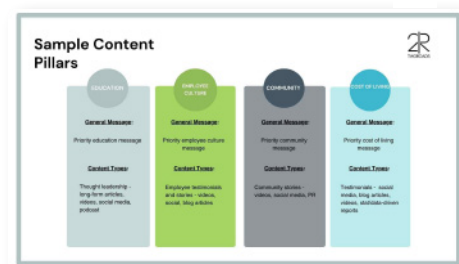 Sample Content
Pillars
2R
TWOROADS
EDUCATION
General Message:
Priority education message
Content Types:
Thought leadership -
long-form articles,
videos, social media,
podcast
EMPLOYEE
CULTURE
General Message:
Priority employee culture
message
Content Types:
Employee testimonials
and stories - videos,
social, blog articles
COMMUNITY
General Message:
Priority community
message
Content Types:
Community stories -
videos, social media, PR
COST OF LIVING
General Message:
Priority cost of living
message
Content Types:
Testimonials - social
media, blog articles,
videos, stat/data-driven
reports